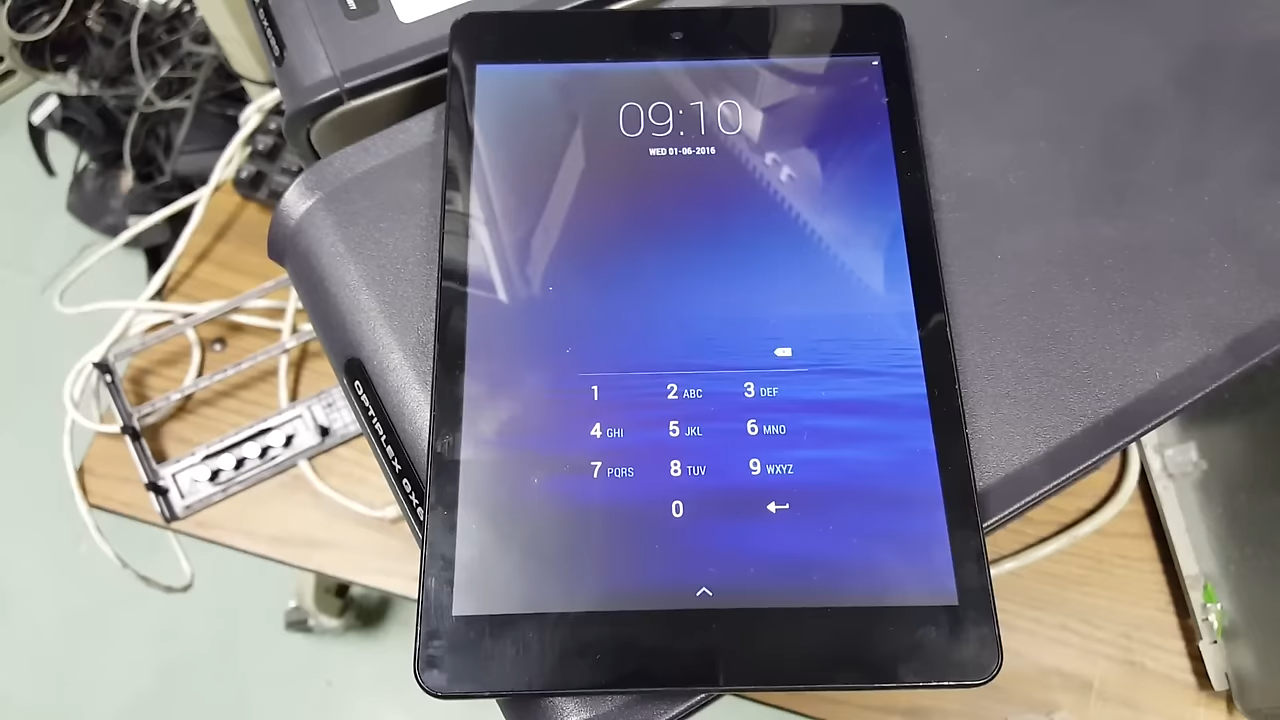 09:10
WED 01-06-2016
1
2 ABC
3 DEF
4 GHI
5 JKL
6 MNO
7 PQRS
8 TUV
9 WXYZ
0
OPTIPLEX